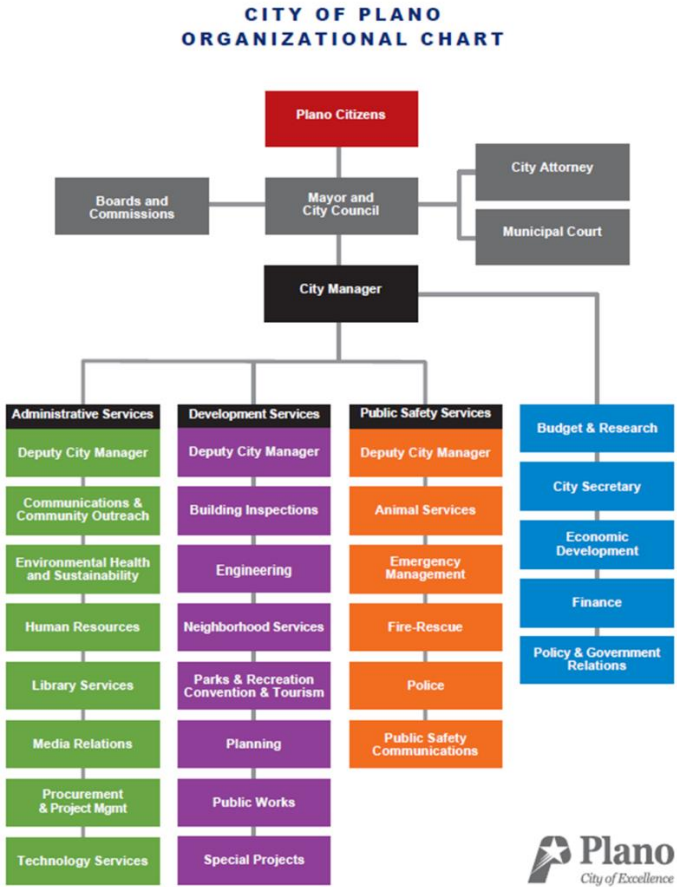 CITY OF PLANO
ORGANIZATIONAL CHART
Plano Citizens
Boards and
Commissions
Mayor and
City Council
City Attorney
Municipal Court
City Manager
Administrative Services
Deputy City Manager
Communications &
Community Outreach
Environmental Health
and Sustainability
Human Resources
Library Services
Media Relations
Procurement
& Project Mgmt
Technology Services
Development Services
Deputy City Manager
Building Inspections
Engineering
Neighborhood Services
Parks & Recreation
Convention & Tourism
Planning
Public Works
Special Projects
Public Safety Services
Deputy City Manager
Animal Services
Emergency
Management
Fire-Rescue
Police
Public Safety
Communications
Budget & Research
City Secretary
Economic
Development
Finance
Policy & Government
Relations
Plano
City of Excellence